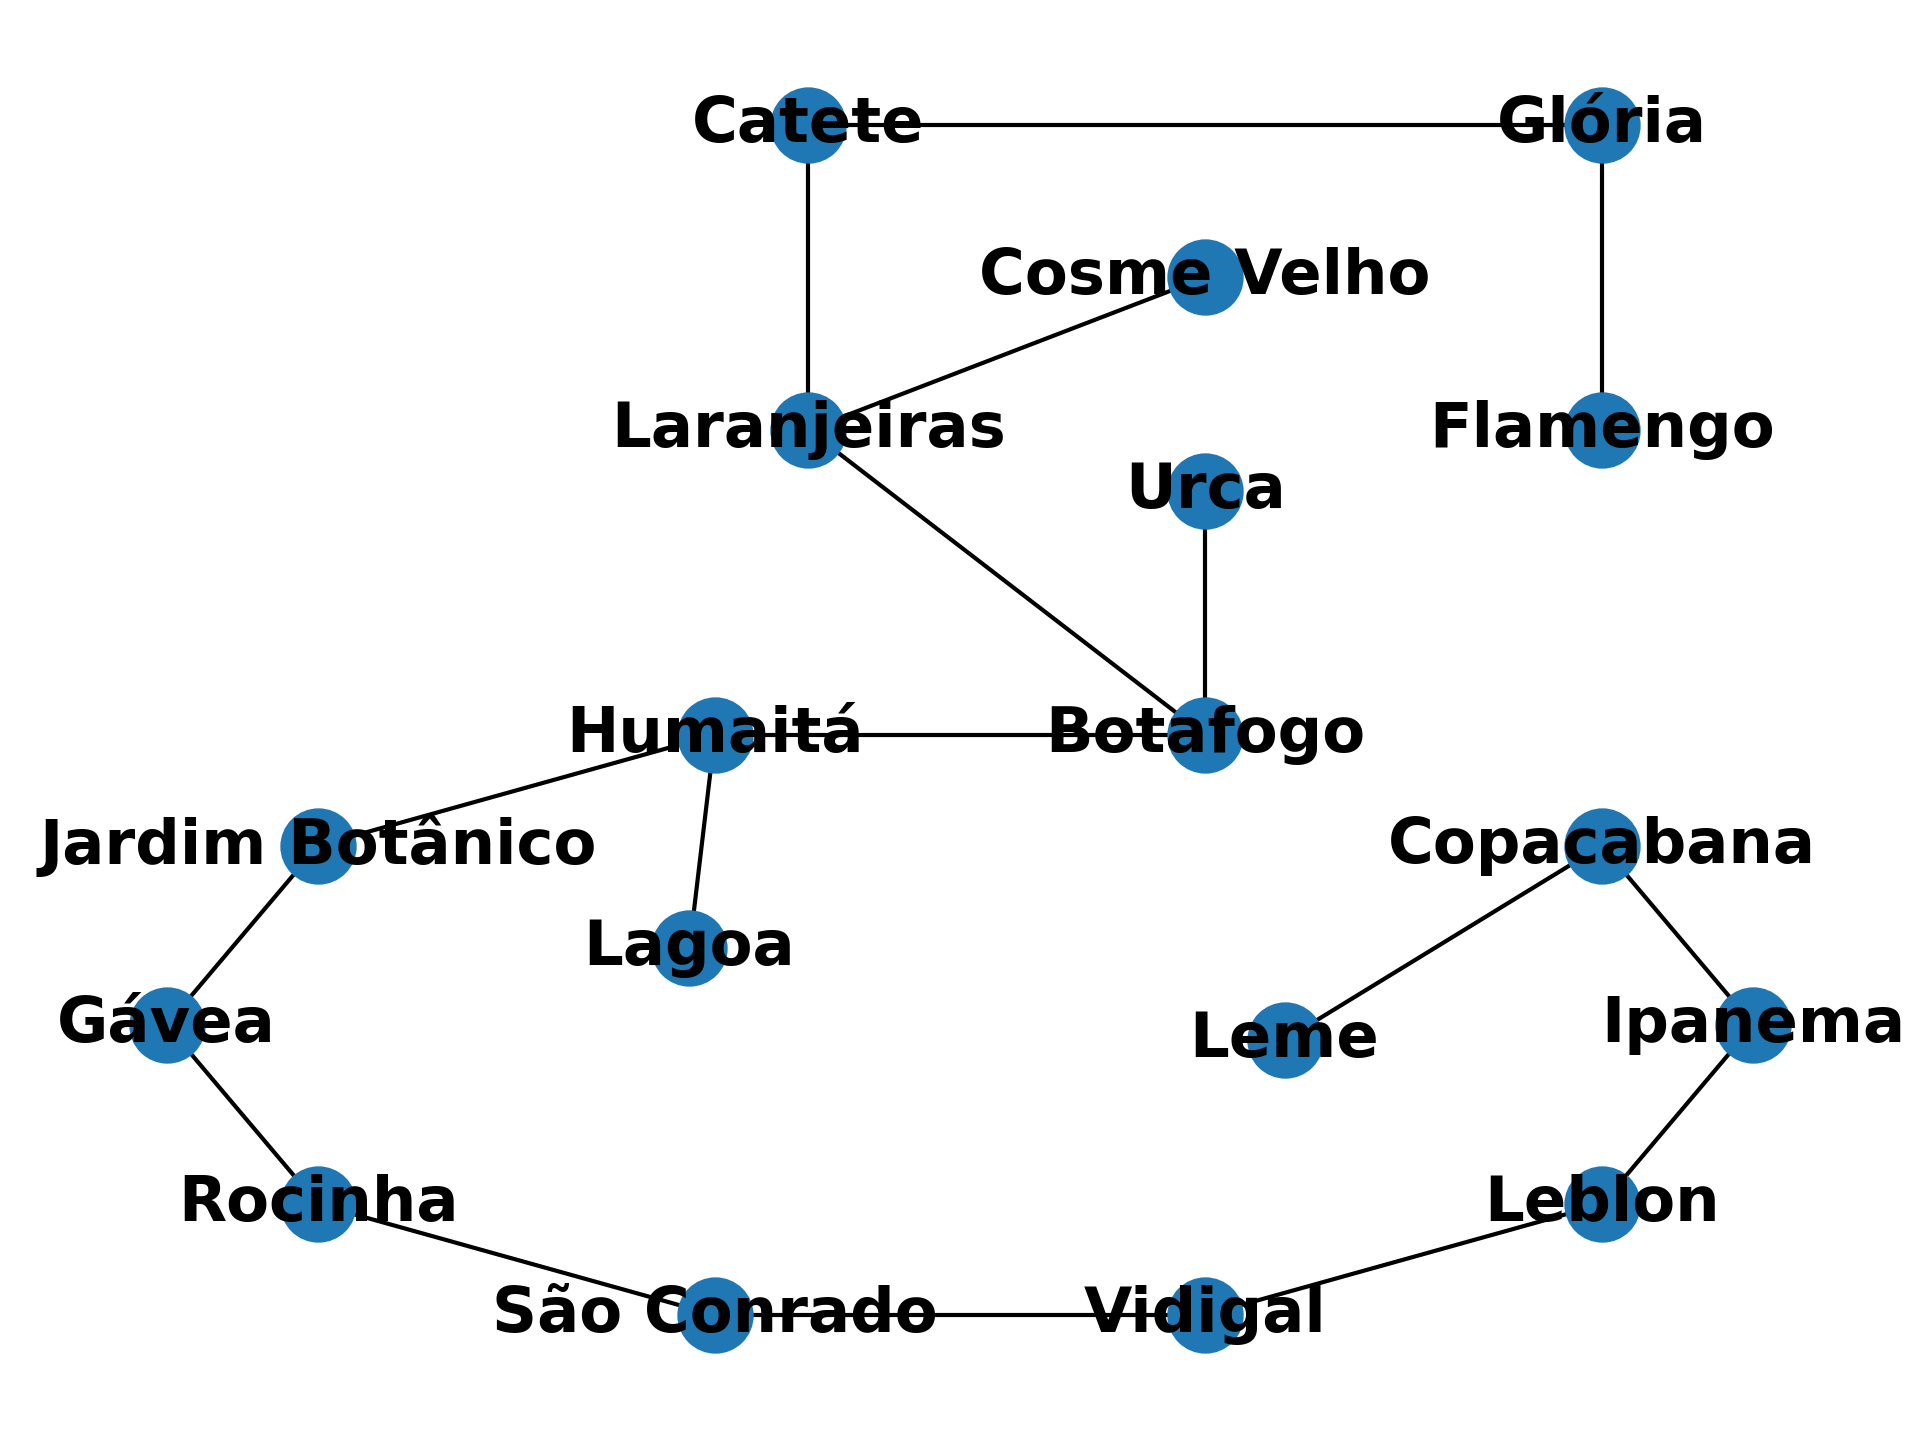 Catete
Glória
Cosme Velho
Laranjeiras
Flamengo
Urca
Humaitá
Botafogo
Jardim Botânico
Copacabana
Lagoa
Gávea
Leme
Ipanema
Rocinha
Leblon
São Conrado
Vidigal